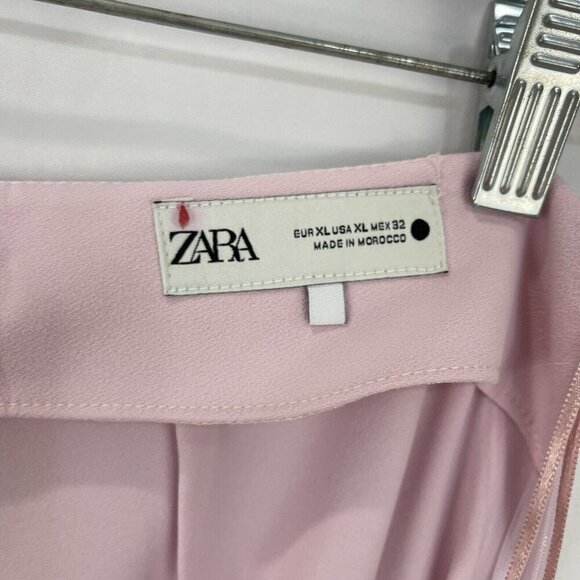 ZARA
EUR XL USA XL MEX 32
MADE IN MOROCCO